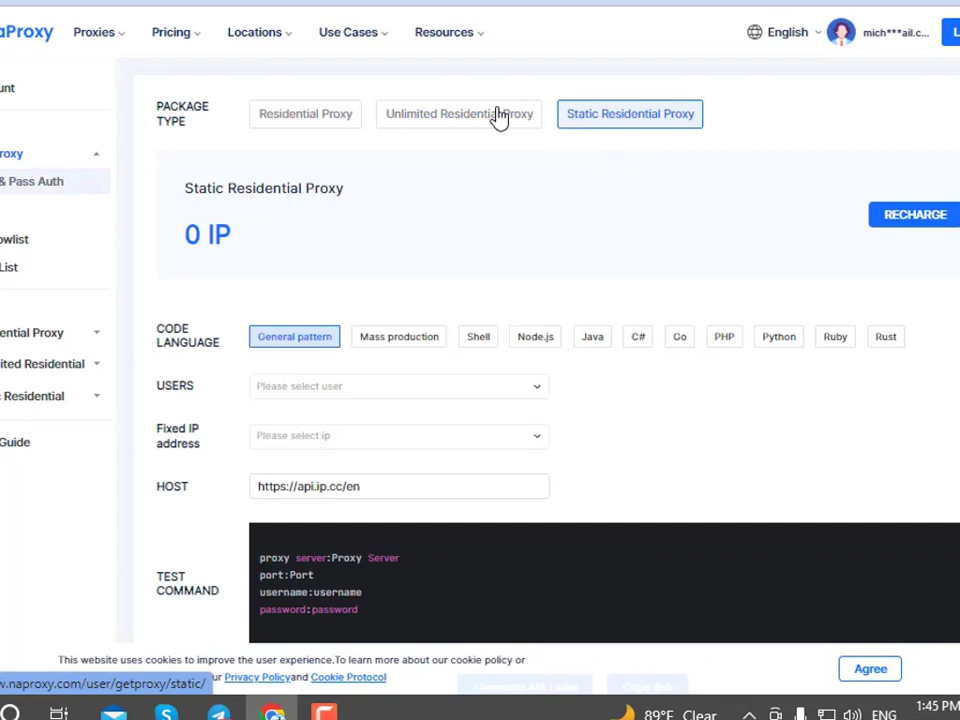 aProxy
Proxies
Pricing
Locations
Use Cases
Resources
English
mich***ail.c...
L
unt
oxy
& Pass Auth
owlist
List
ential Proxy
ited Residential
c Residential
Guide
PACKAGE
TYPE
Residential Proxy
Unlimited Residential Proxy
Static Residential Proxy
Static Residential Proxy
0 IP
RECHARGE
CODE
LANGUAGE
General pattern
Mass production
Shell
Node.js
Java
C#
Go
PHP
Python
Ruby
Rust
USERS
Please select user
Fixed IP
address
Please select ip
HOST
https://api.ip.cc/en
TEST
COMMAND
proxy server:Proxy Server
port:Port
username:username
password:password
This website uses cookies to improve the user experience.To learn more about our cookie policy or
ur Privacy Policyand Cookie Protocol
Agree
w.naproxy.com/user/getproxy/static/
89°F Clear
ENG
1:45 PM